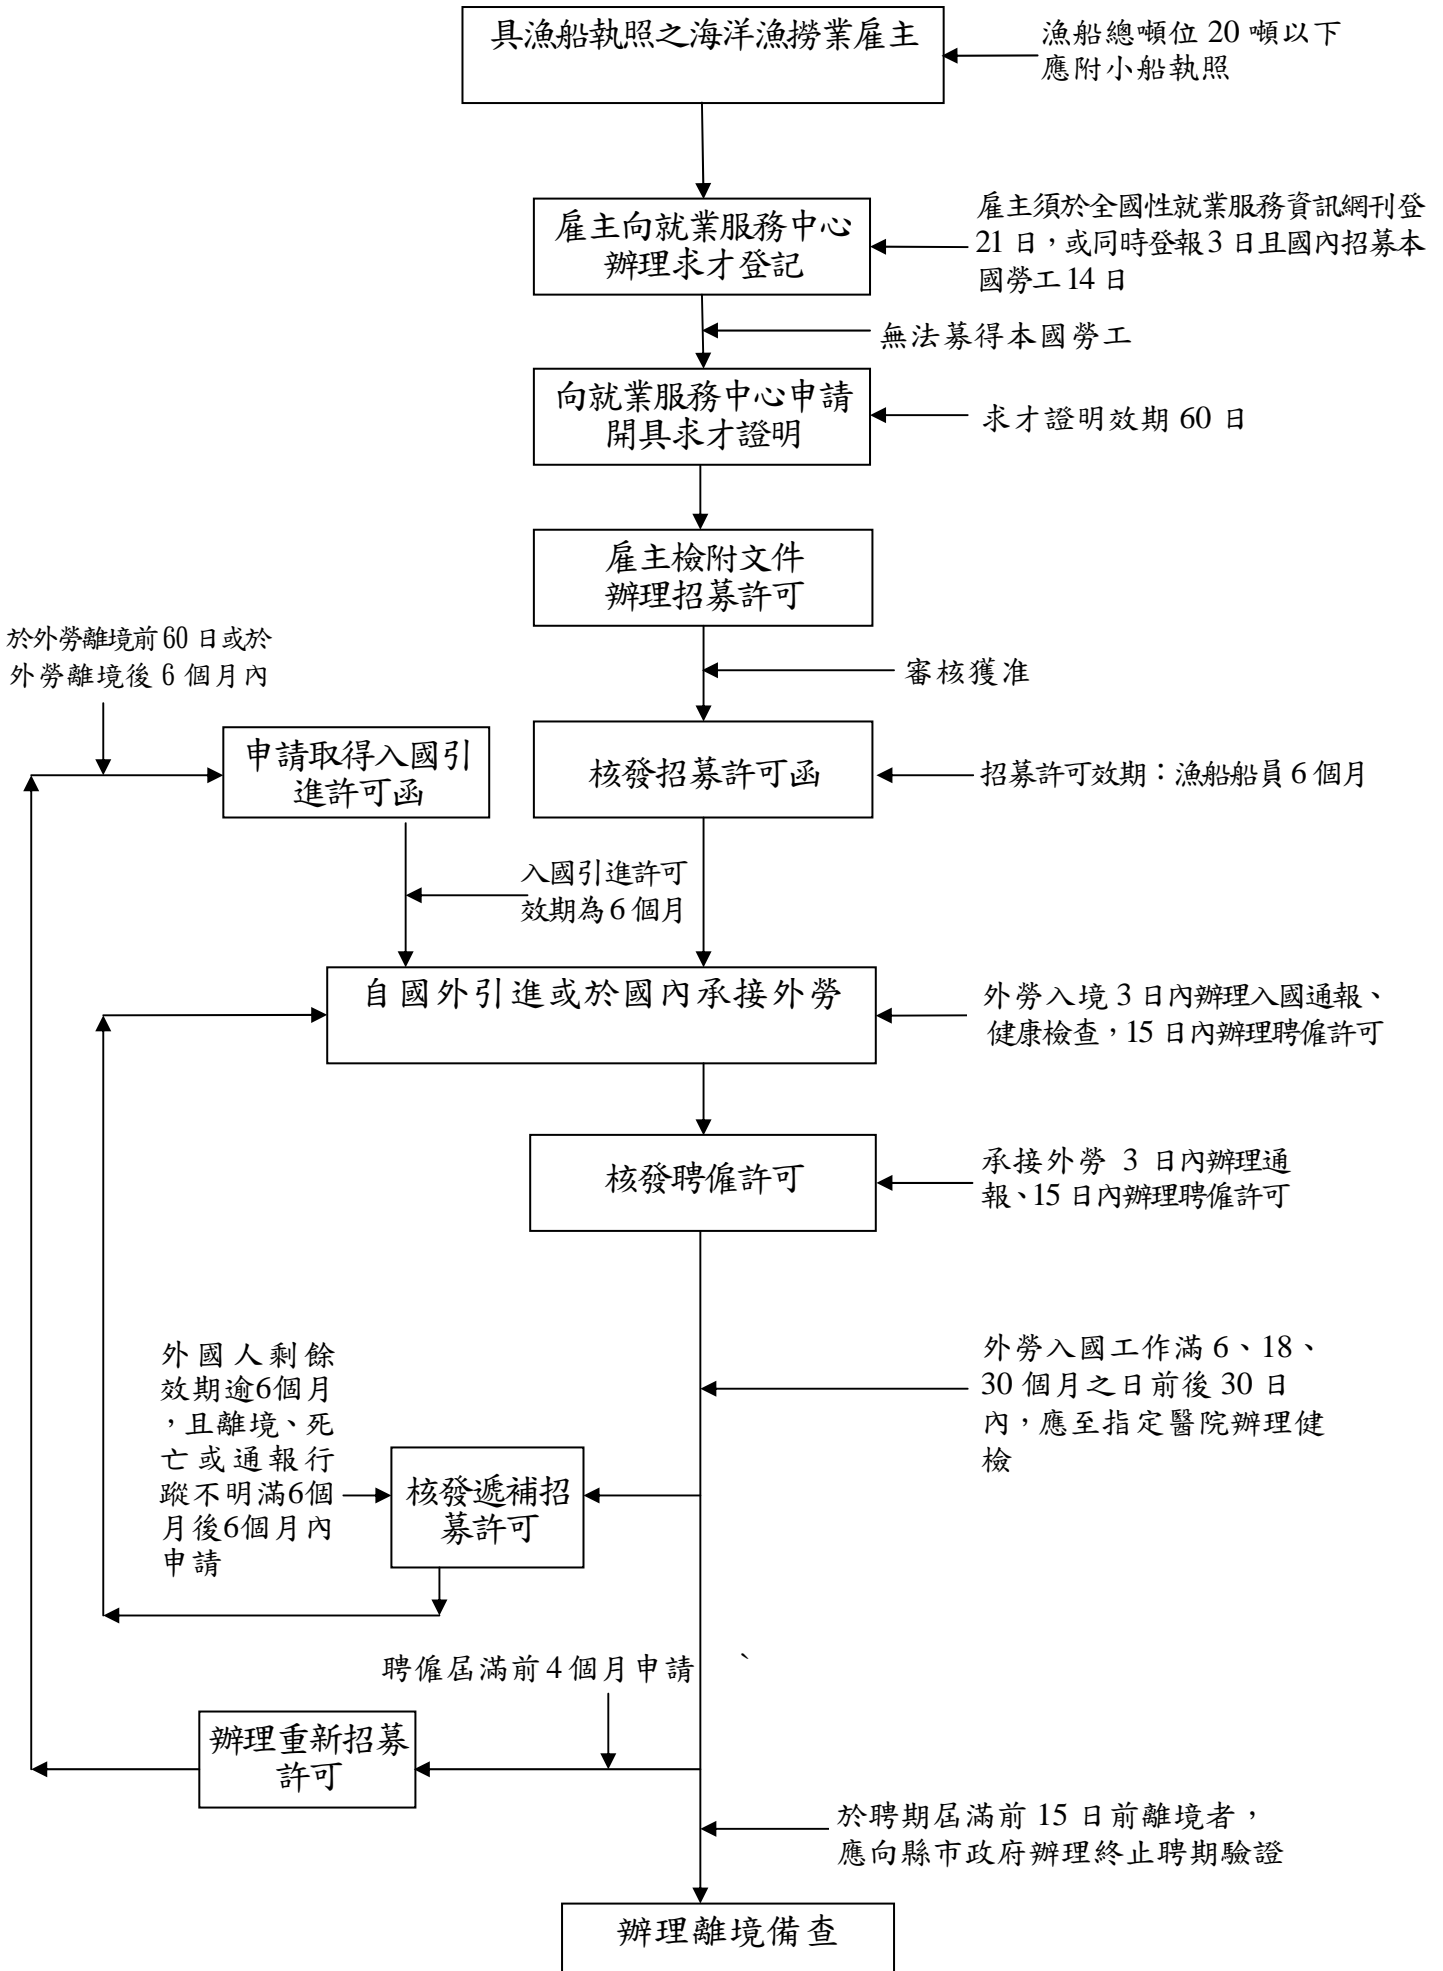 具漁船執照之海洋漁撈業雇主
漁船總噸位 20 噸以下
應附小船執照
雇主向就業服務中心
辦理求才登記
雇主須於全國性就業服務資訊網刊登
21 日，或同時登報 3 日且國內招募本
國勞工 14 日
無法募得本國勞工
向就業服務中心申請
開具求才證明
求才證明效期 60 日
雇主檢附文件
辦理招募許可
於外勞離境前 60 日或於
外勞離境後 6 個月內
審核獲准
申請取得入國引
進許可函
核發招募許可函
招募許可效期：漁船船員 6 個月
入國引進許可
效期為 6 個月
自國外引進或於國內承接外勞
外勞入境 3 日內辦理入國通報、
健康檢查，15 日內辦理聘僱許可
核發聘僱許可
承接外勞 3 日內辦理通
報、15 日內辦理聘僱許可
外勞入國工作滿 6、18、
30 個月之日前後 30 日
內，應至指定醫院辦理健
檢
外國人剩餘
效期逾6個月
，且離境、死
亡或通報行
蹤不明滿6個
月後6個月內
申請
核發遞補招
募許可
聘僱屆滿前 4 個月申請 、
辦理重新招募
許可
於聘期屆滿前 15 日前離境者，
應向縣市政府辦理終止聘期驗證
辦理離境備查